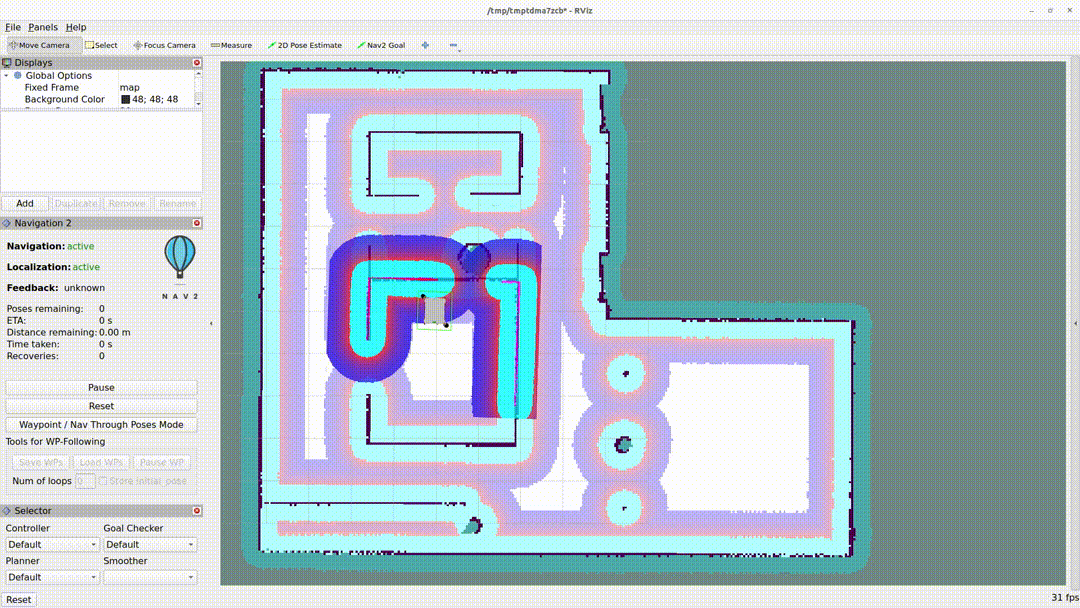 /tmp/tmptdma7zcb* - RViz
File Panels Help
Move Camera Select Focus Camera Measure 2D Pose Estimate Nav2 Goal
Displays
Global Options
Fixed Frame map
Background Color 48; 48; 48
Add Duplicate Remove Rename
Navigation 2
Navigation: active
Localization: active
Feedback: unknown
NAV2
Poses remaining: 0
ETA: 0 s
Distance remaining: 0.00 m
Time taken: 0 s
Recoveries: 0
Pause
Reset
Waypoint / Nav Through Poses Mode
Tools for WP-Following
Save WPs Load WPs Pause WP
Num of loops 0 Store initial_pose
Selector
Controller Goal Checker
Default Default
Planner Smoother
Default
Reset 31 fps